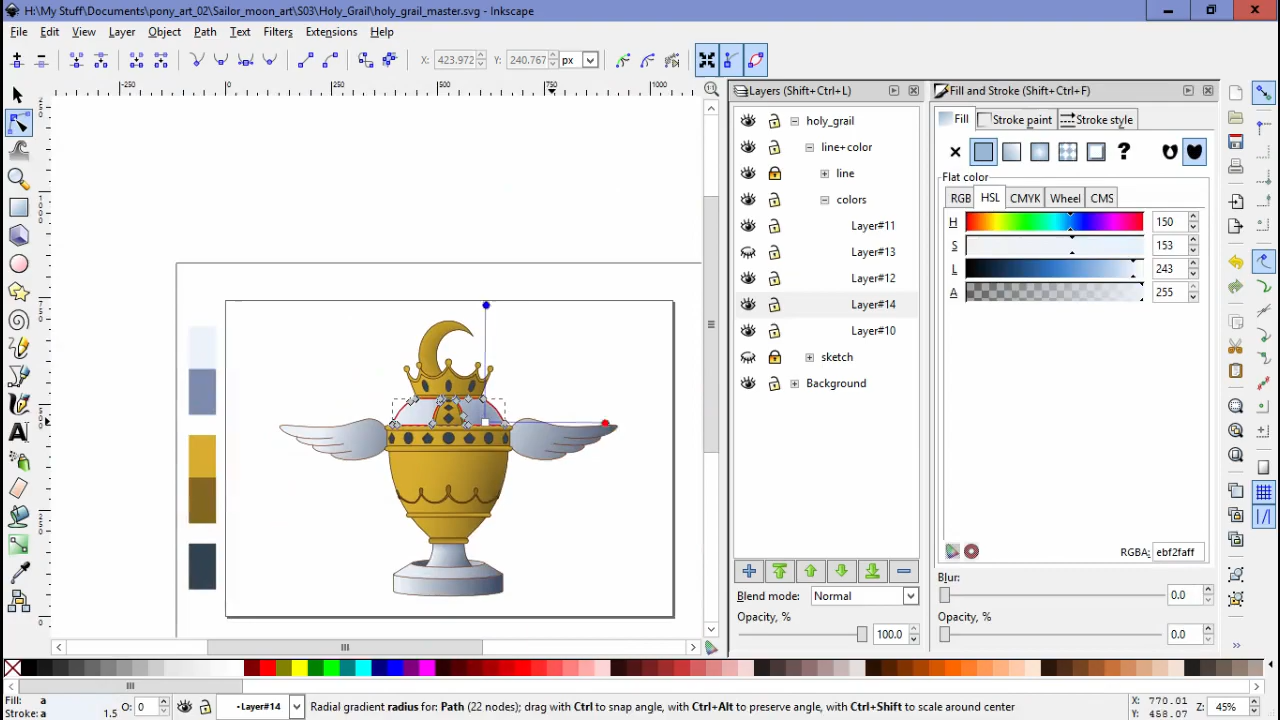 H:\My Stuff\Documents\pony_art_02\Sailor_moon_art\S03\Holy_Grail\holy_grail_master.svg - Inkscape
File Edit View Layer Object Path Text Filters Extensions Help
X: 423.972 Y: 240.767 px
-250 0 250 500 750 1000
Layers (Shift+Ctrl+L)
Fill and Stroke (Shift+Ctrl+F)
holy_grail
line+color
line
colors
Layer#11
Layer#13
Layer#12
Layer#14
Layer#10
sketch
Background
Fill Stroke paint Stroke style
?
Flat color
RGB HSL CMYK Wheel CMS
H 150
S 153
L 243
A 255
RGBA: ebf2faff
Blend mode: Normal
Opacity, %
100.0
Blur:
0.0
Opacity, %
0.0
Fill: a
Stroke: a 1.5
O: 0
-Layer#14
Radial gradient radius for: Path (22 nodes); drag with Ctrl to snap angle, with Ctrl+Alt to preserve angle, with Ctrl+Shift to scale around center
X: 770.01
Y: 458.07
Z: 45%